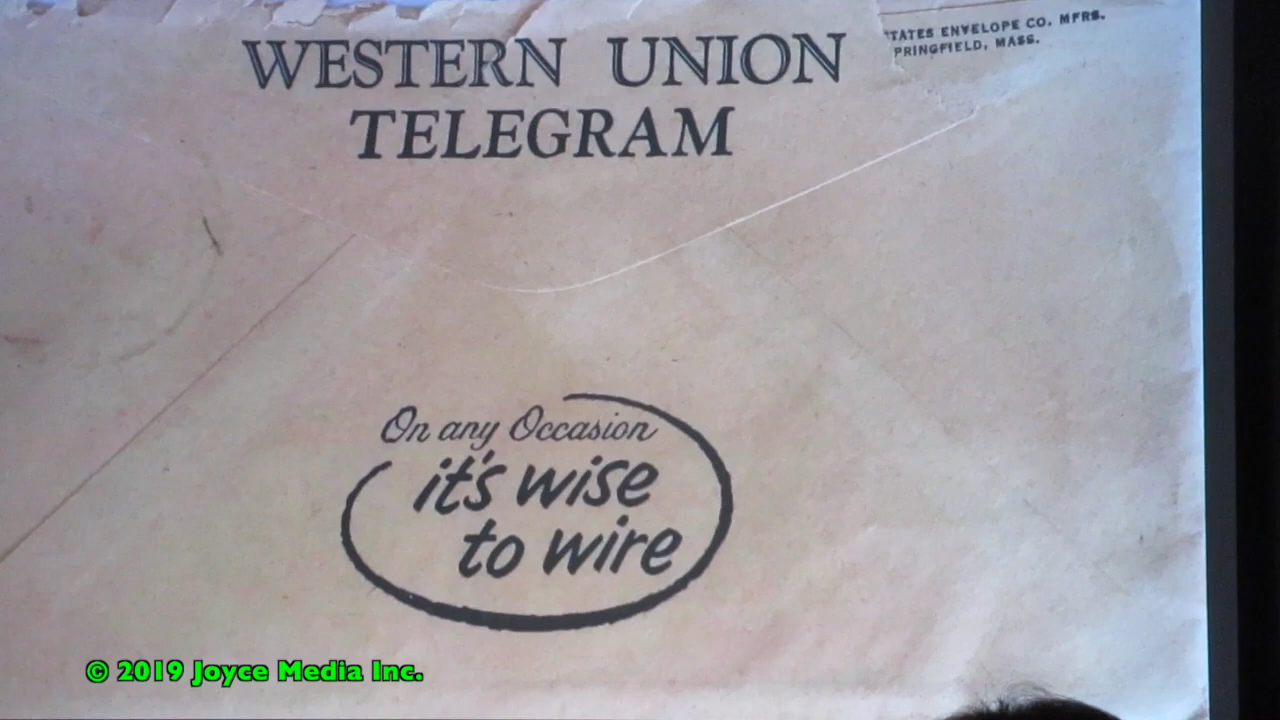 WESTERN UNION
TELEGRAM
TATES ENVELOPE CO. MFRS.
PRINGFIELD, MASS.
On any Occasion
it's wise
to wire
© 2019 Joyce Media Inc.